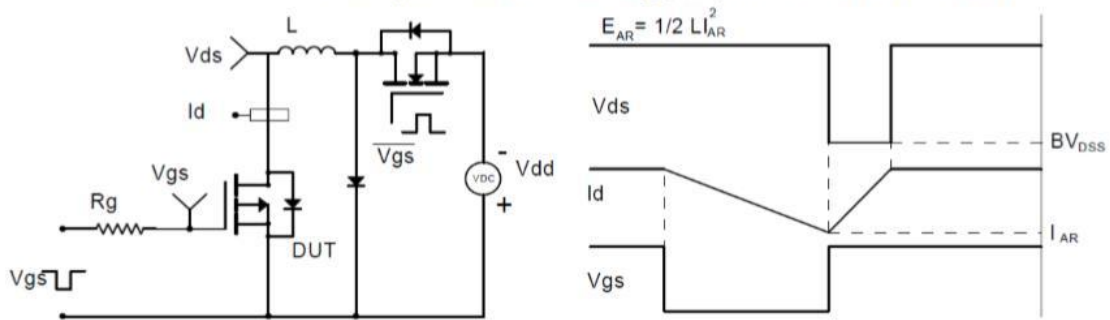 L
Vds
Id
Vgs
Vgs
Rg
DUT
Vgs
VDC
-
+
Vdd
E_AR = 1/2 LI_AR^2
Vds
BV_DSS
Id
I_AR
Vgs